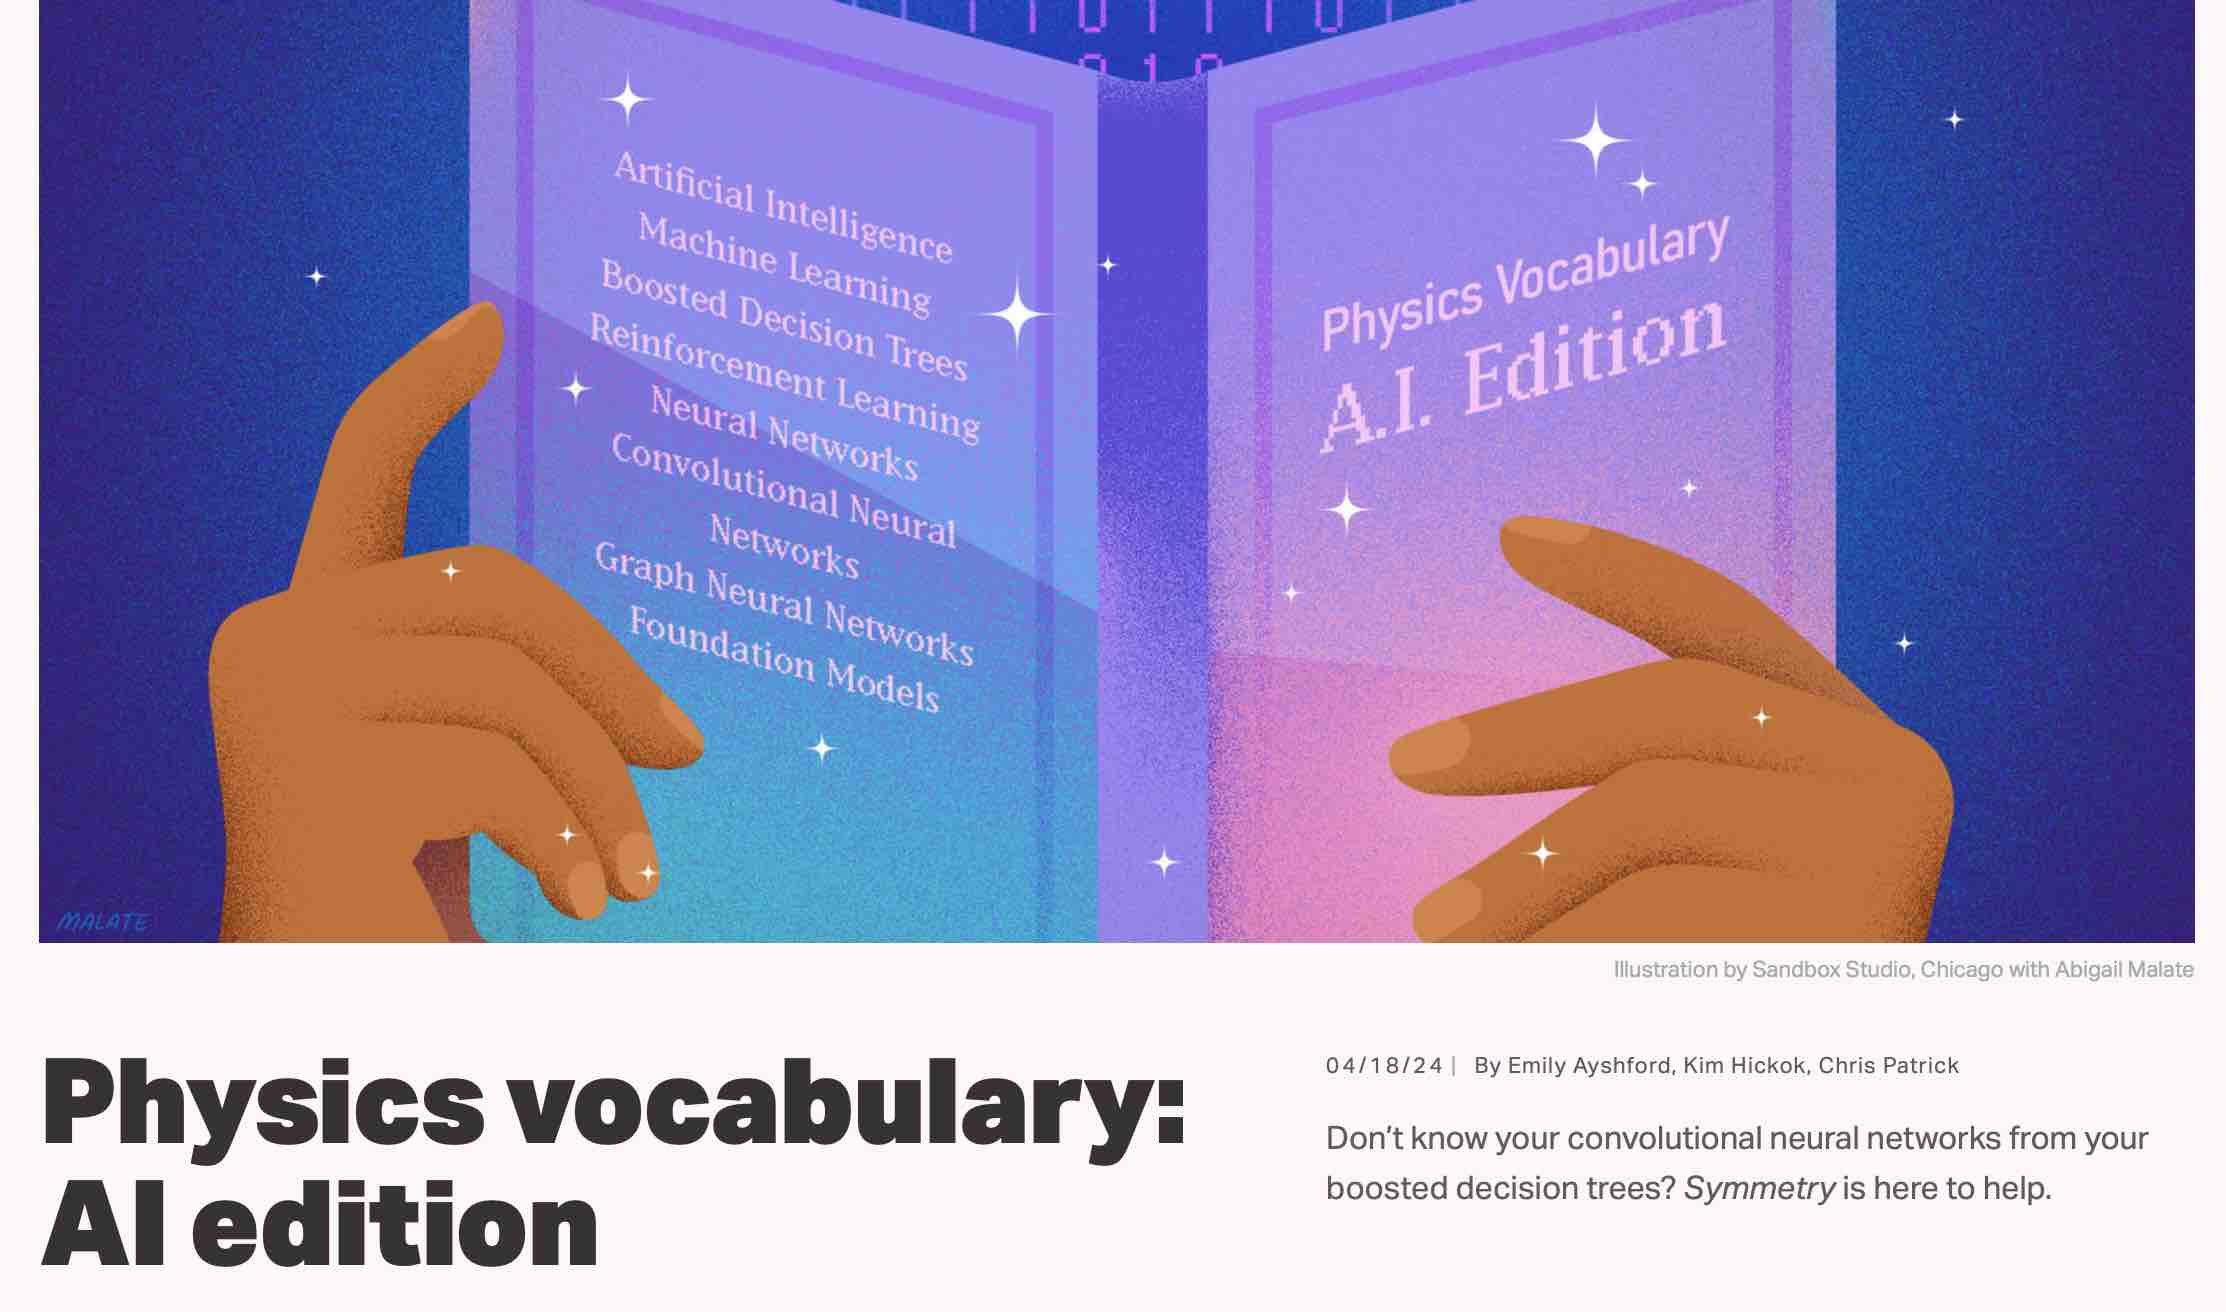 Artificial Intelligence
Machine Learning
Boosted Decision Trees
Reinforcement Learning
Neural Networks
Convolutional Neural
Networks
Graph Neural Networks
Foundation Models
Physics Vocabulary
A.I. Edition
MALATE
Illustration by Sandbox Studio, Chicago with Abigail Malate
Physics vocabulary:
AI edition
04/18/24 | By Emily Ayshford, Kim Hickok, Chris Patrick
Don’t know your convolutional neural networks from your
boosted decision trees? Symmetry is here to help.